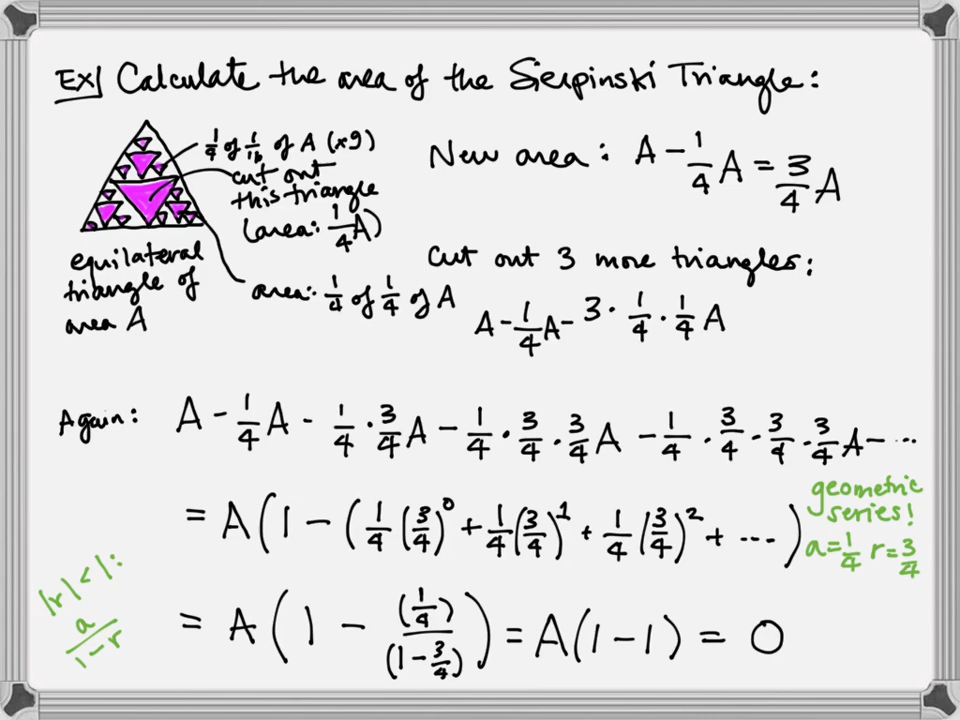 Ex) Calculate the area of the Sierpinski Triangle:
1/4 of 1/16 of A (x9)
cut out
this triangle
(area: 1/4 A)
equilateral
triangle of
area A
area: 1/4 of 1/4 of A
New area: A - 1/4 A = 3/4 A
Cut out 3 more triangles:
A - 1/4 A - 3 · 1/4 · 1/4 A
Again: A - 1/4 A - 1/4 · 3/4 A - 1/4 · 3/4 · 3/4 A - 1/4 · 3/4 · 3/4 · 3/4 A - ...
= A(1 - (1/4 (3/4)^0 + 1/4 (3/4)^1 + 1/4 (3/4)^2 + ...)
geometric
series!
a = 1/4 r = 3/4
|r| < 1:
a/(1-r)
= A(1 - (1/4)/(1 - 3/4)) = A(1 - 1) = 0